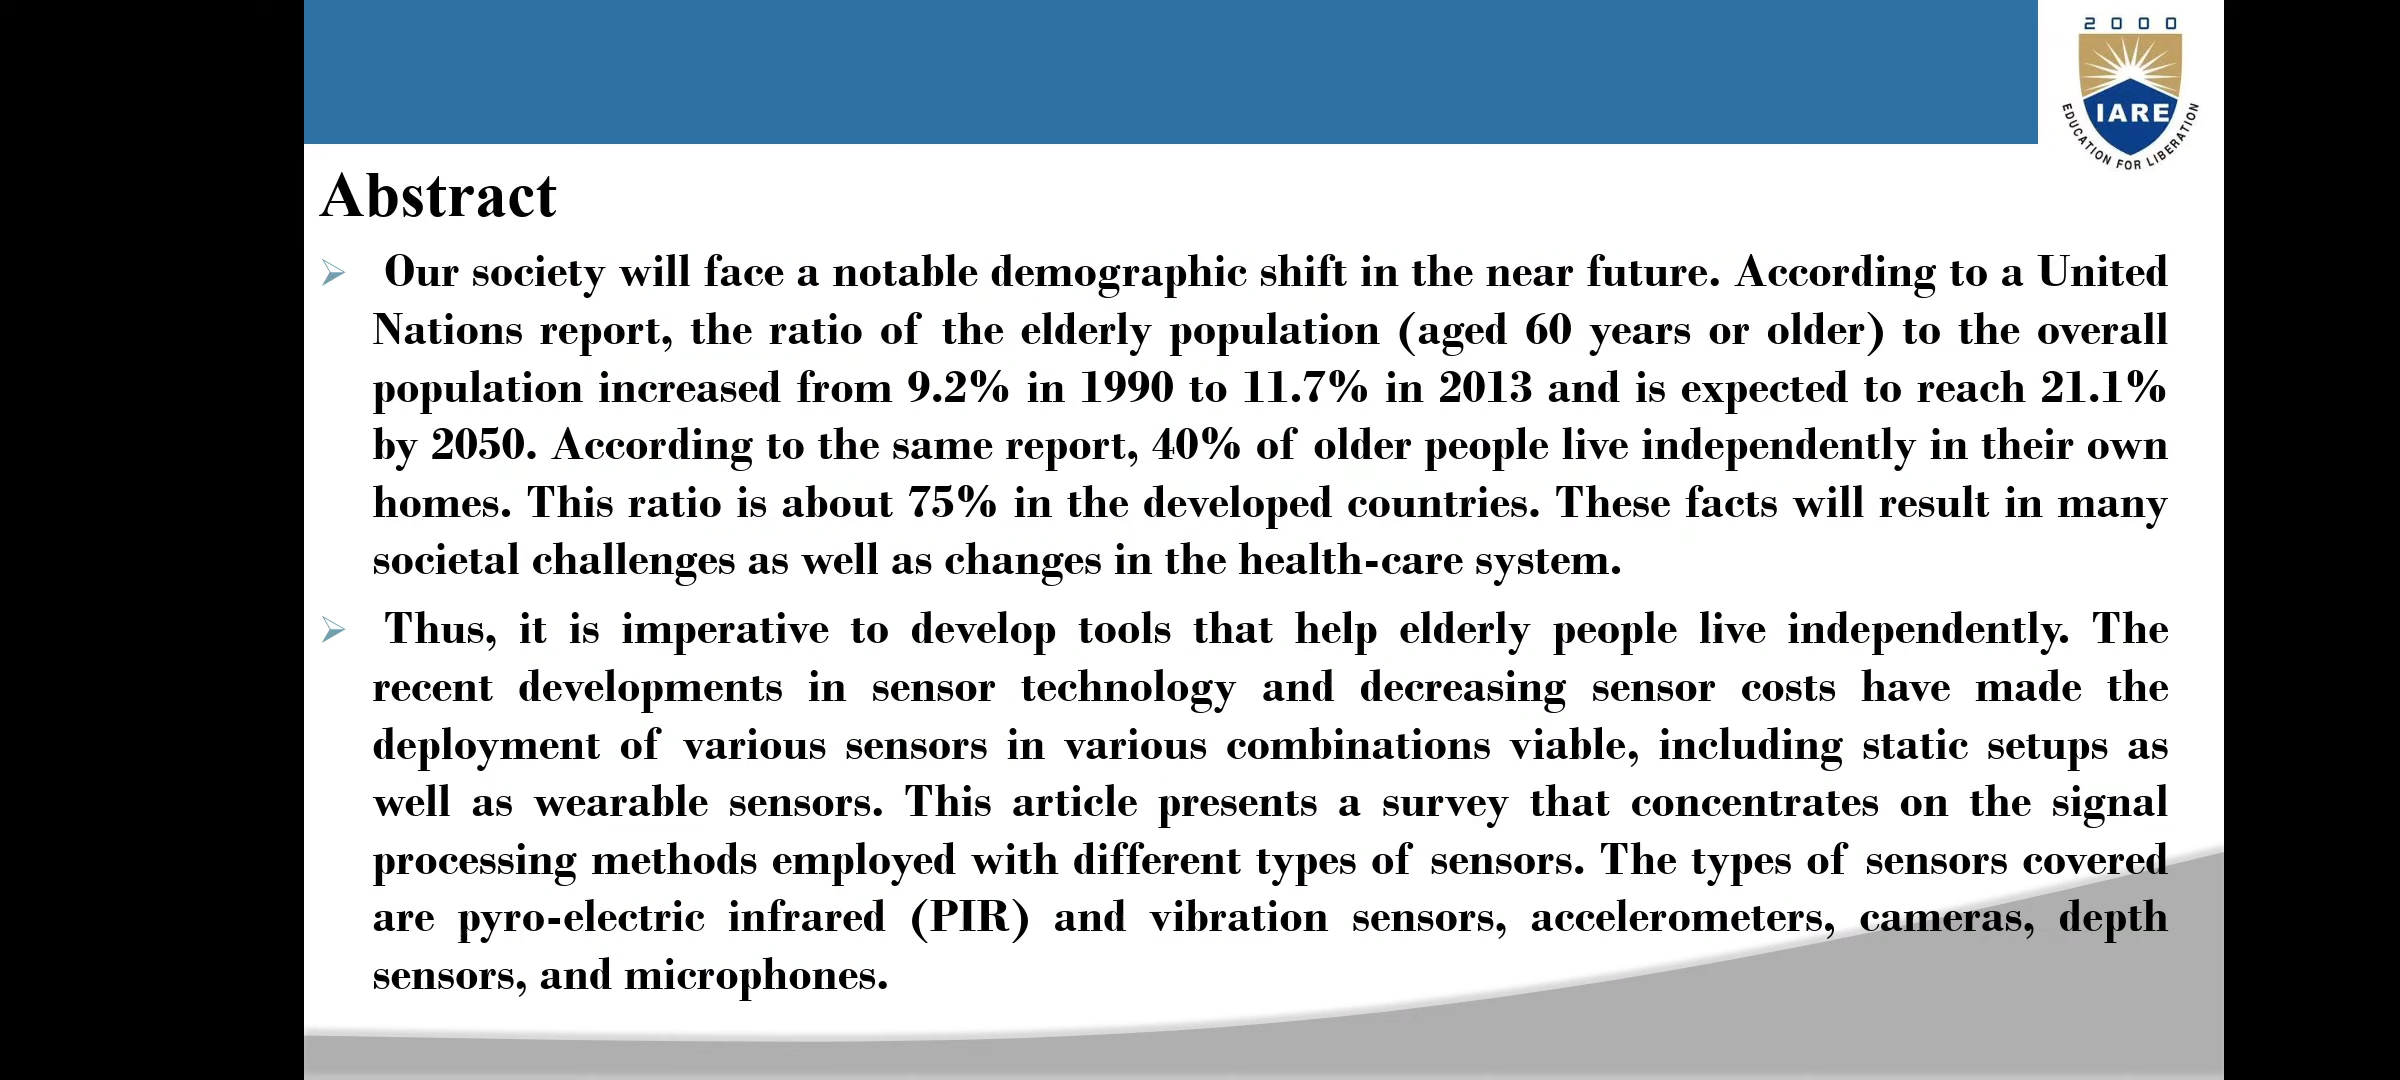 2000
IARE
EDUCATION FOR LIBERATION
Abstract
Our society will face a notable demographic shift in the near future. According to a United
Nations report, the ratio of the elderly population (aged 60 years or older) to the overall
population increased from 9.2% in 1990 to 11.7% in 2013 and is expected to reach 21.1%
by 2050. According to the same report, 40% of older people live independently in their own
homes. This ratio is about 75% in the developed countries. These facts will result in many
societal challenges as well as changes in the health-care system.
Thus, it is imperative to develop tools that help elderly people live independently. The
recent developments in sensor technology and decreasing sensor costs have made the
deployment of various sensors in various combinations viable, including static setups as
well as wearable sensors. This article presents a survey that concentrates on the signal
processing methods employed with different types of sensors. The types of sensors covered
are pyro-electric infrared (PIR) and vibration sensors, accelerometers, cameras, depth
sensors, and microphones.